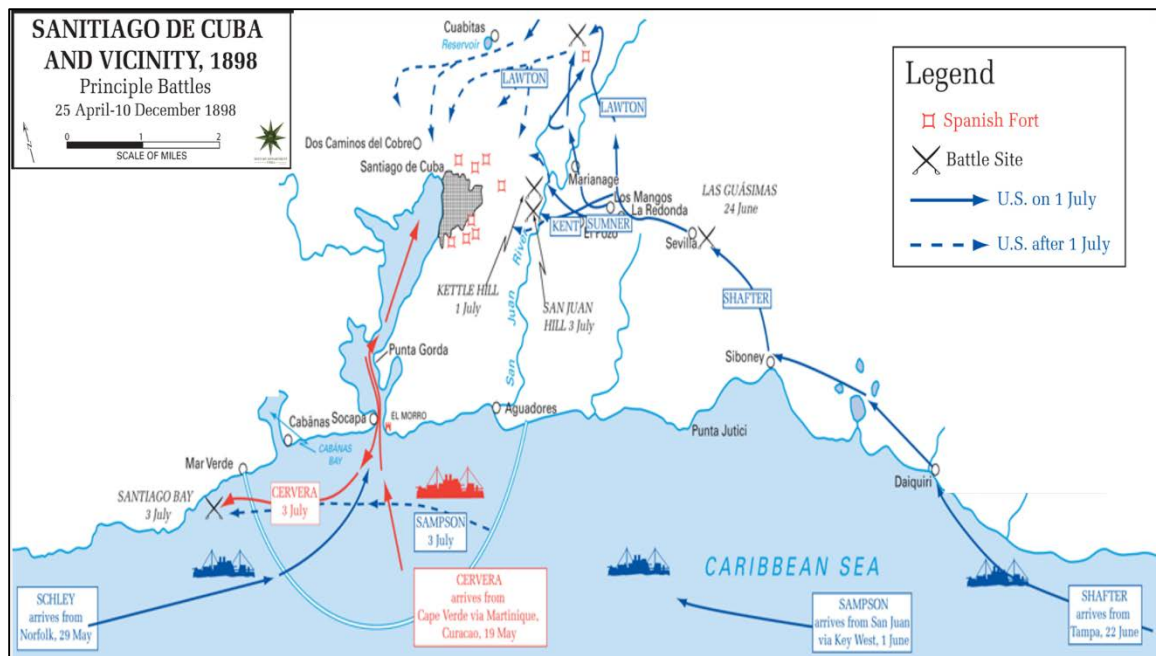 SANITIAGO DE CUBA
AND VICINITY, 1898
Principle Battles
25 April-10 December 1898
0 1 2
SCALE OF MILES
Legend
Spanish Fort
Battle Site
U.S. on 1 July
U.S. after 1 July
Cuabitas
Reservoir
LAWTON
LAWTON
Dos Caminos del Cobre
Santiago de Cuba
Marianage
Los Mangos
La Redonda
LAS GUÁSIMAS
24 June
KENT
SUMNER
El Pozo
Sevilla
KETTLE HILL
1 July
SAN JUAN
HILL 3 July
San Juan River
SHAFTER
Siboney
Punta Gorda
Cabānas
Socapa
EL MORRO
Aguadores
CABĀNAS
BAY
Punta Jutici
Mar Verde
Daiquiri
SANTIAGO BAY
3 July
CERVERA
3 July
SAMPSON
3 July
CARIBBEAN SEA
SCHLEY
arrives from
Norfolk, 29 May
CERVERA
arrives from
Cape Verde via Martinique,
Curacao, 19 May
SAMPSON
arrives from San Juan
via Key West, 1 June
SHAFTER
arrives from
Tampa, 22 June